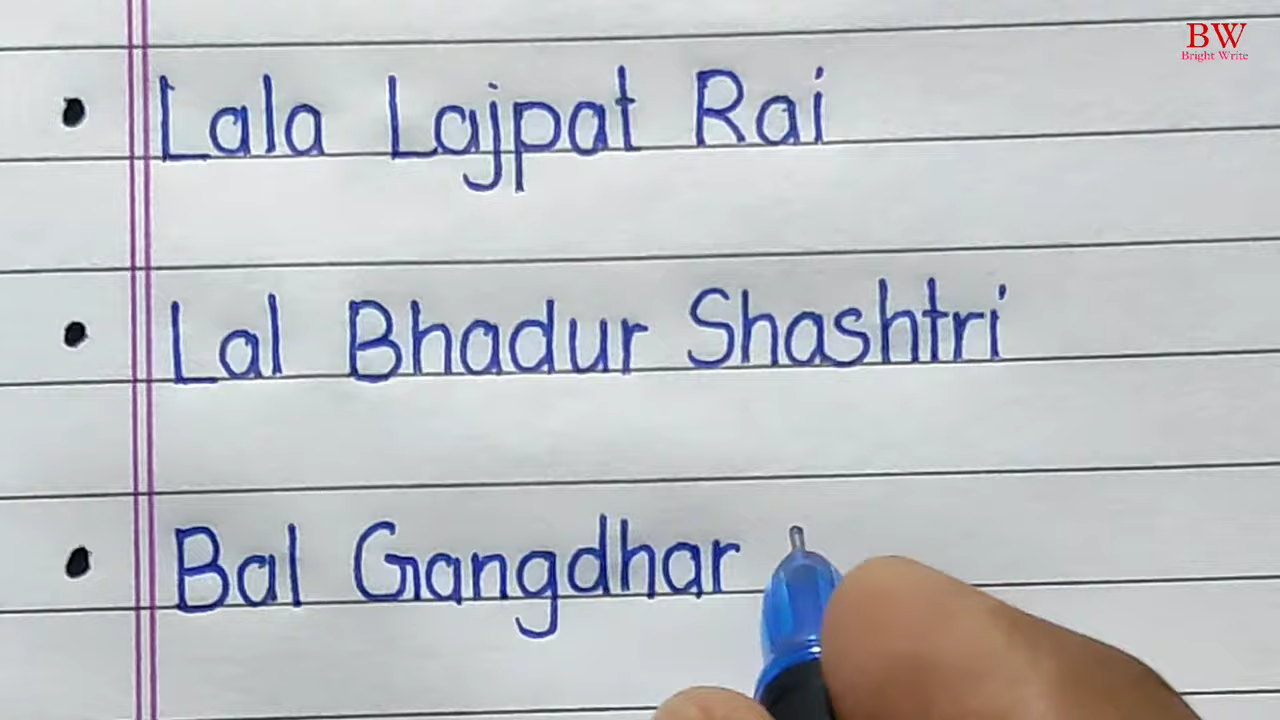 BW
Bright Write
• Lala Lajpat Rai
• Lal Bhadur Shashtri
• Bal Gangdhar